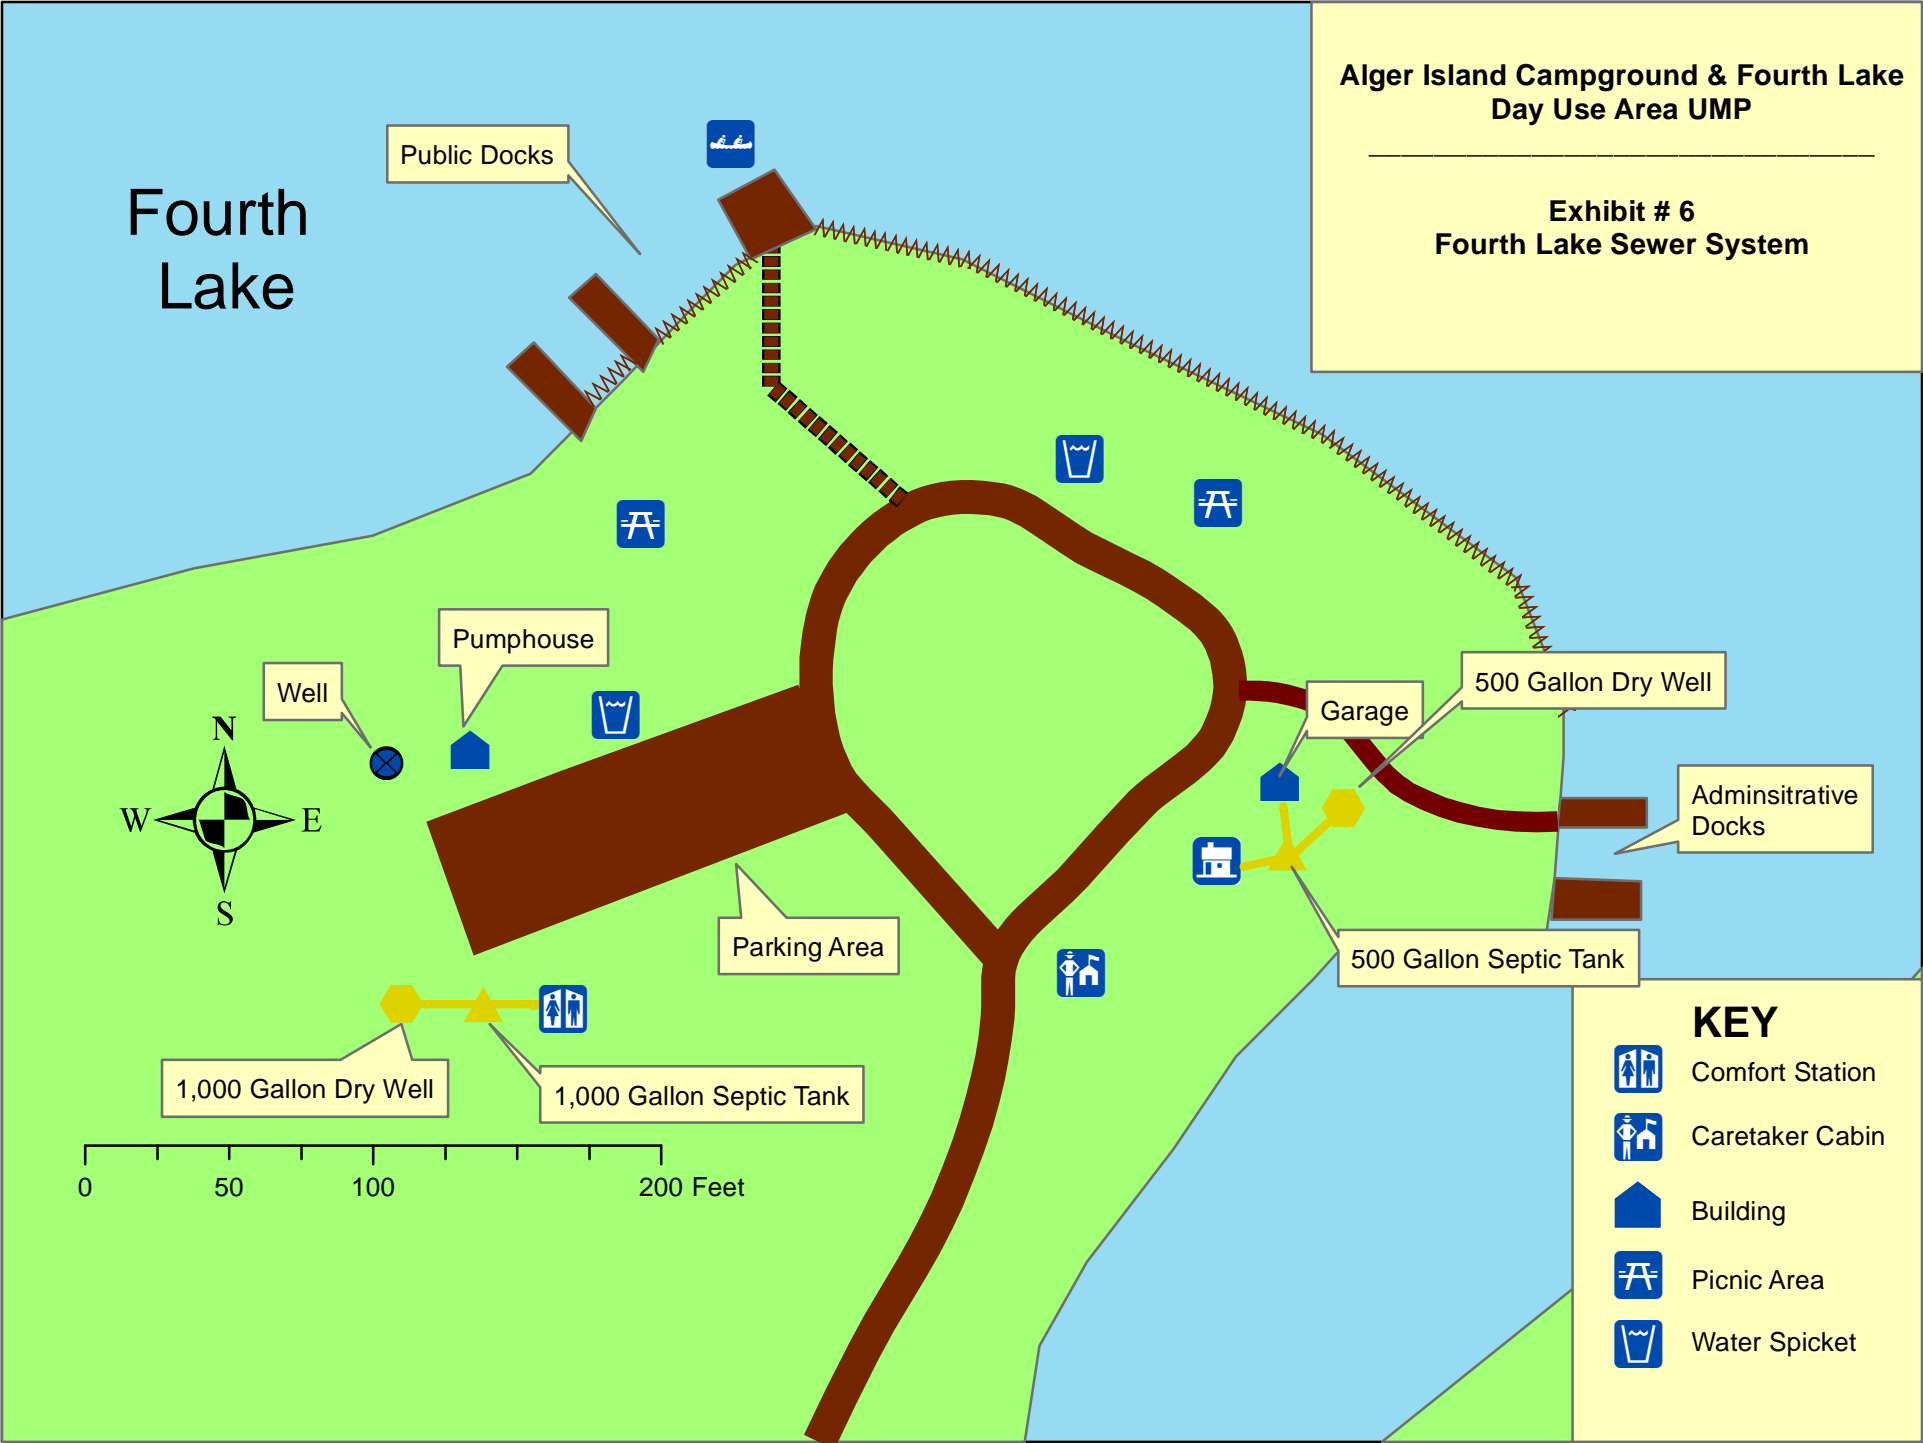 Alger Island Campground & Fourth Lake
Day Use Area UMP
Exhibit # 6
Fourth Lake Sewer System
Public Docks
Fourth
Lake
Pumphouse
Well
500 Gallon Dry Well
Garage
N
W
E
S
Adminsitrative
Docks
Parking Area
500 Gallon Septic Tank
1,000 Gallon Dry Well
1,000 Gallon Septic Tank
0
50
100
200 Feet
KEY
Comfort Station
Caretaker Cabin
Building
Picnic Area
Water Spicket